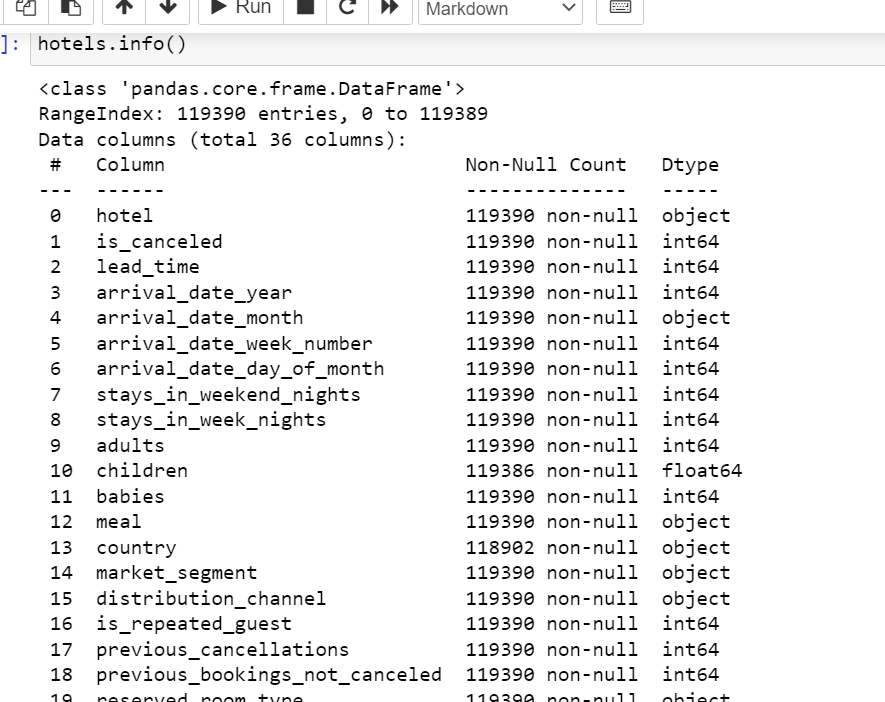 Run
Markdown
]: hotels.info()
<class 'pandas.core.frame.DataFrame'>
RangeIndex: 119390 entries, 0 to 119389
Data columns (total 36 columns):
# Column Non-Null Count Dtype
--- ------ -------------- -----
0 hotel 119390 non-null object
1 is_canceled 119390 non-null int64
2 lead_time 119390 non-null int64
3 arrival_date_year 119390 non-null int64
4 arrival_date_month 119390 non-null object
5 arrival_date_week_number 119390 non-null int64
6 arrival_date_day_of_month 119390 non-null int64
7 stays_in_weekend_nights 119390 non-null int64
8 stays_in_week_nights 119390 non-null int64
9 adults 119390 non-null int64
10 children 119386 non-null float64
11 babies 119390 non-null int64
12 meal 119390 non-null object
13 country 118902 non-null object
14 market_segment 119390 non-null object
15 distribution_channel 119390 non-null object
16 is_repeated_guest 119390 non-null int64
17 previous_cancellations 119390 non-null int64
18 previous_bookings_not_canceled 119390 non-null int64
19 reserved_room_type 119390 non-null object